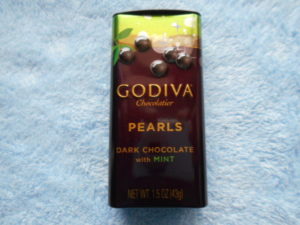 GODIVA
Chocolatier
PEARLS
DARK CHOCOLATE
with MINT
NET WT. 1.5 OZ (43g)